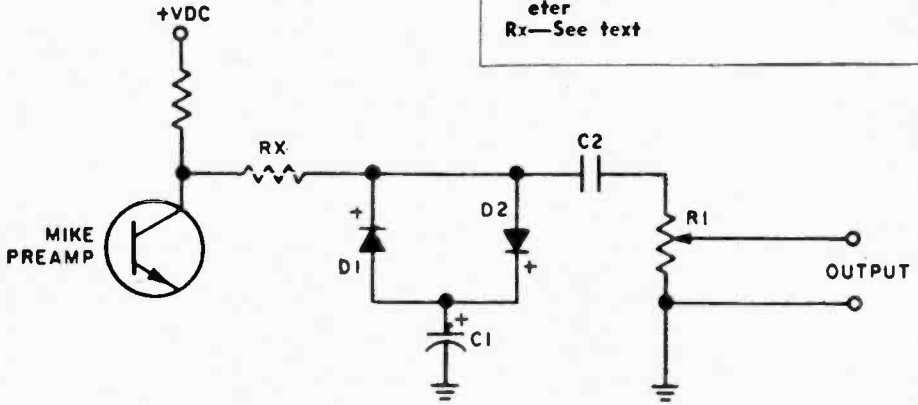 +VDC
eter
Rx—See text
RX
C2
+
D2
R1
MIKE
PREAMP
D1
+
OUTPUT
+
C1